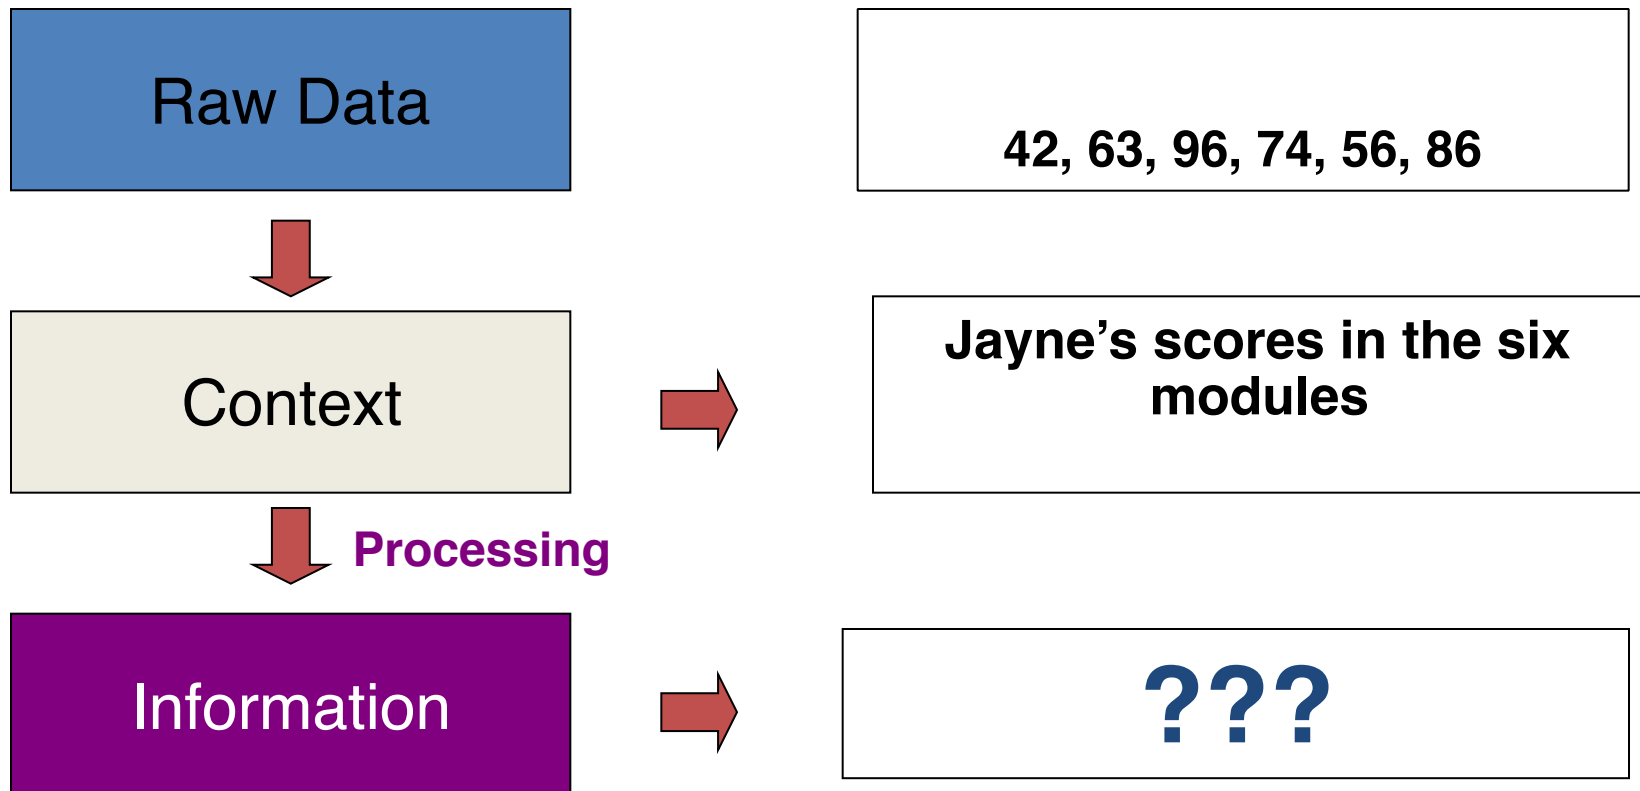 Raw Data
42, 63, 96, 74, 56, 86
Context
Jayne’s scores in the six
modules
Processing
Information
???